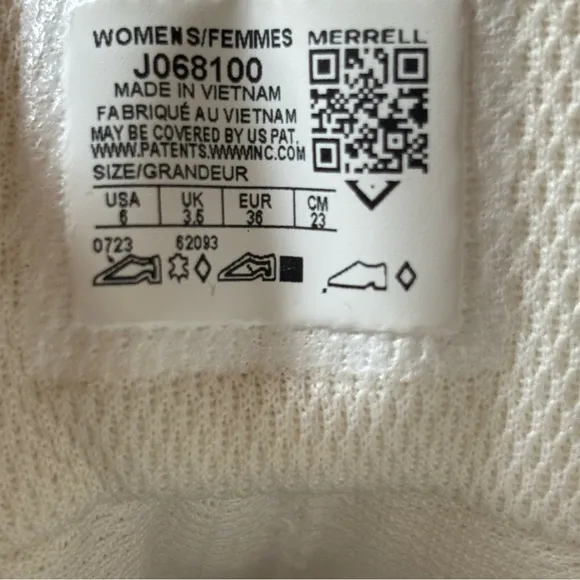 WOMENS/FEMMES MERRELL
J068100
MADE IN VIETNAM
FABRIQUÉ AU VIETNAM
MAY BE COVERED BY US PAT.
WWW.PATENTS.WWWINC.COM
SIZE/GRANDEUR
USA UK EUR CM
6 3.5 36 23
0723 62093